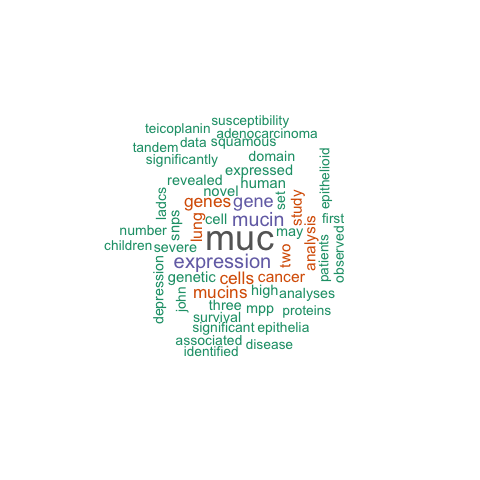 susceptibility
teicoplanin
adenocarcinoma
tandem data squamous
significantly domain
expressed
revealed human
epithelioid
novel
ladcs
genes gene set study
snps lung cell mucin may first
number
muc
children severe two analysis patients observed
expression
depression genetic cells cancer
john mucins high analyses
three mpp proteins
survival
significant epithelia
associated disease
identified